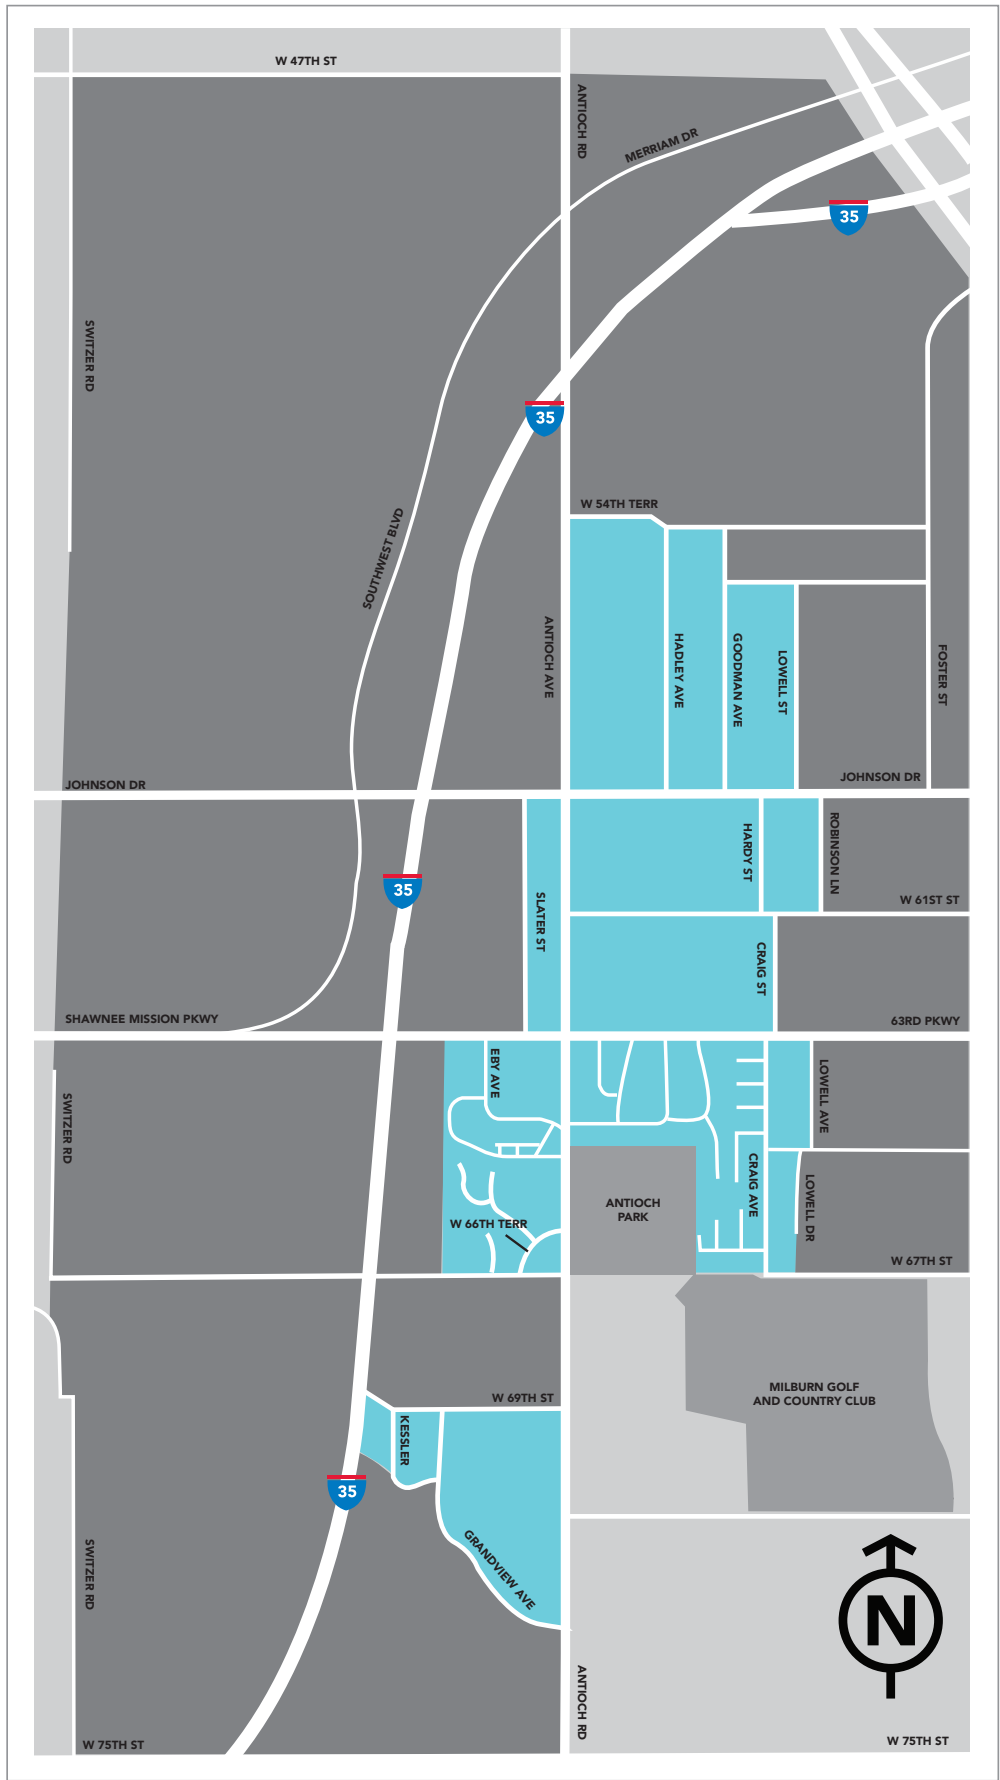 W 47TH ST
ANTIOCH RD
MERRIAM DR
35
SWITZER RD
35
W 54TH TERR
SOUTHWEST BLVD
ANTIOCH AVE
HADLEY AVE
GOODMAN AVE
LOWELL ST
FOSTER ST
JOHNSON DR
JOHNSON DR
HARDY ST
ROBINSON LN
35
SLATER ST
W 61ST ST
CRAIG ST
SHAWNEE MISSION PKWY
63RD PKWY
EBY AVE
LOWELL AVE
SWITZER RD
CRAIG AVE
LOWELL DR
ANTIOCH
PARK
W 66TH TERR
W 67TH ST
MILBURN GOLF
AND COUNTRY CLUB
W 69TH ST
KESSLER
35
GRANDVIEW AVE
SWITZER RD
N
ANTIOCH RD
W 75TH ST
W 75TH ST